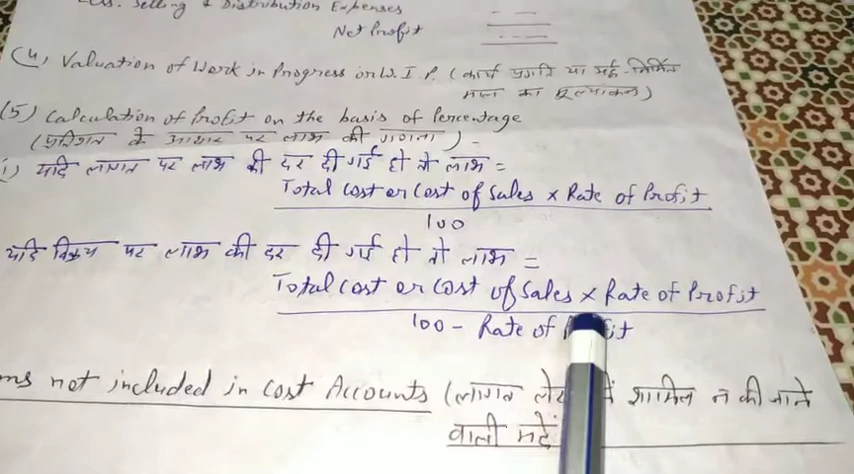 Selling & Distribution Expenses
Net Profit
(4) Valuation of Work in Progress or W.I.P. (कार्य प्रगति या अर्द्ध-निर्मित
माल का मूल्यांकन)
(5) Calculation of Profit on the basis of Percentage
(प्रतिशत के आधार पर लाभ की गणना) -
i) यदि लागत पर लाभ की दर दी गई हो तो लाभ =
Total Cost or Cost of Sales × Rate of Profit
100
यदि विक्रय पर लाभ की दर दी गई हो तो लाभ =
Total Cost or Cost of Sales × Rate of Profit
100 - Rate of
not included in Cost Accounts (लागत शामिल न की जाने
वाली मदें